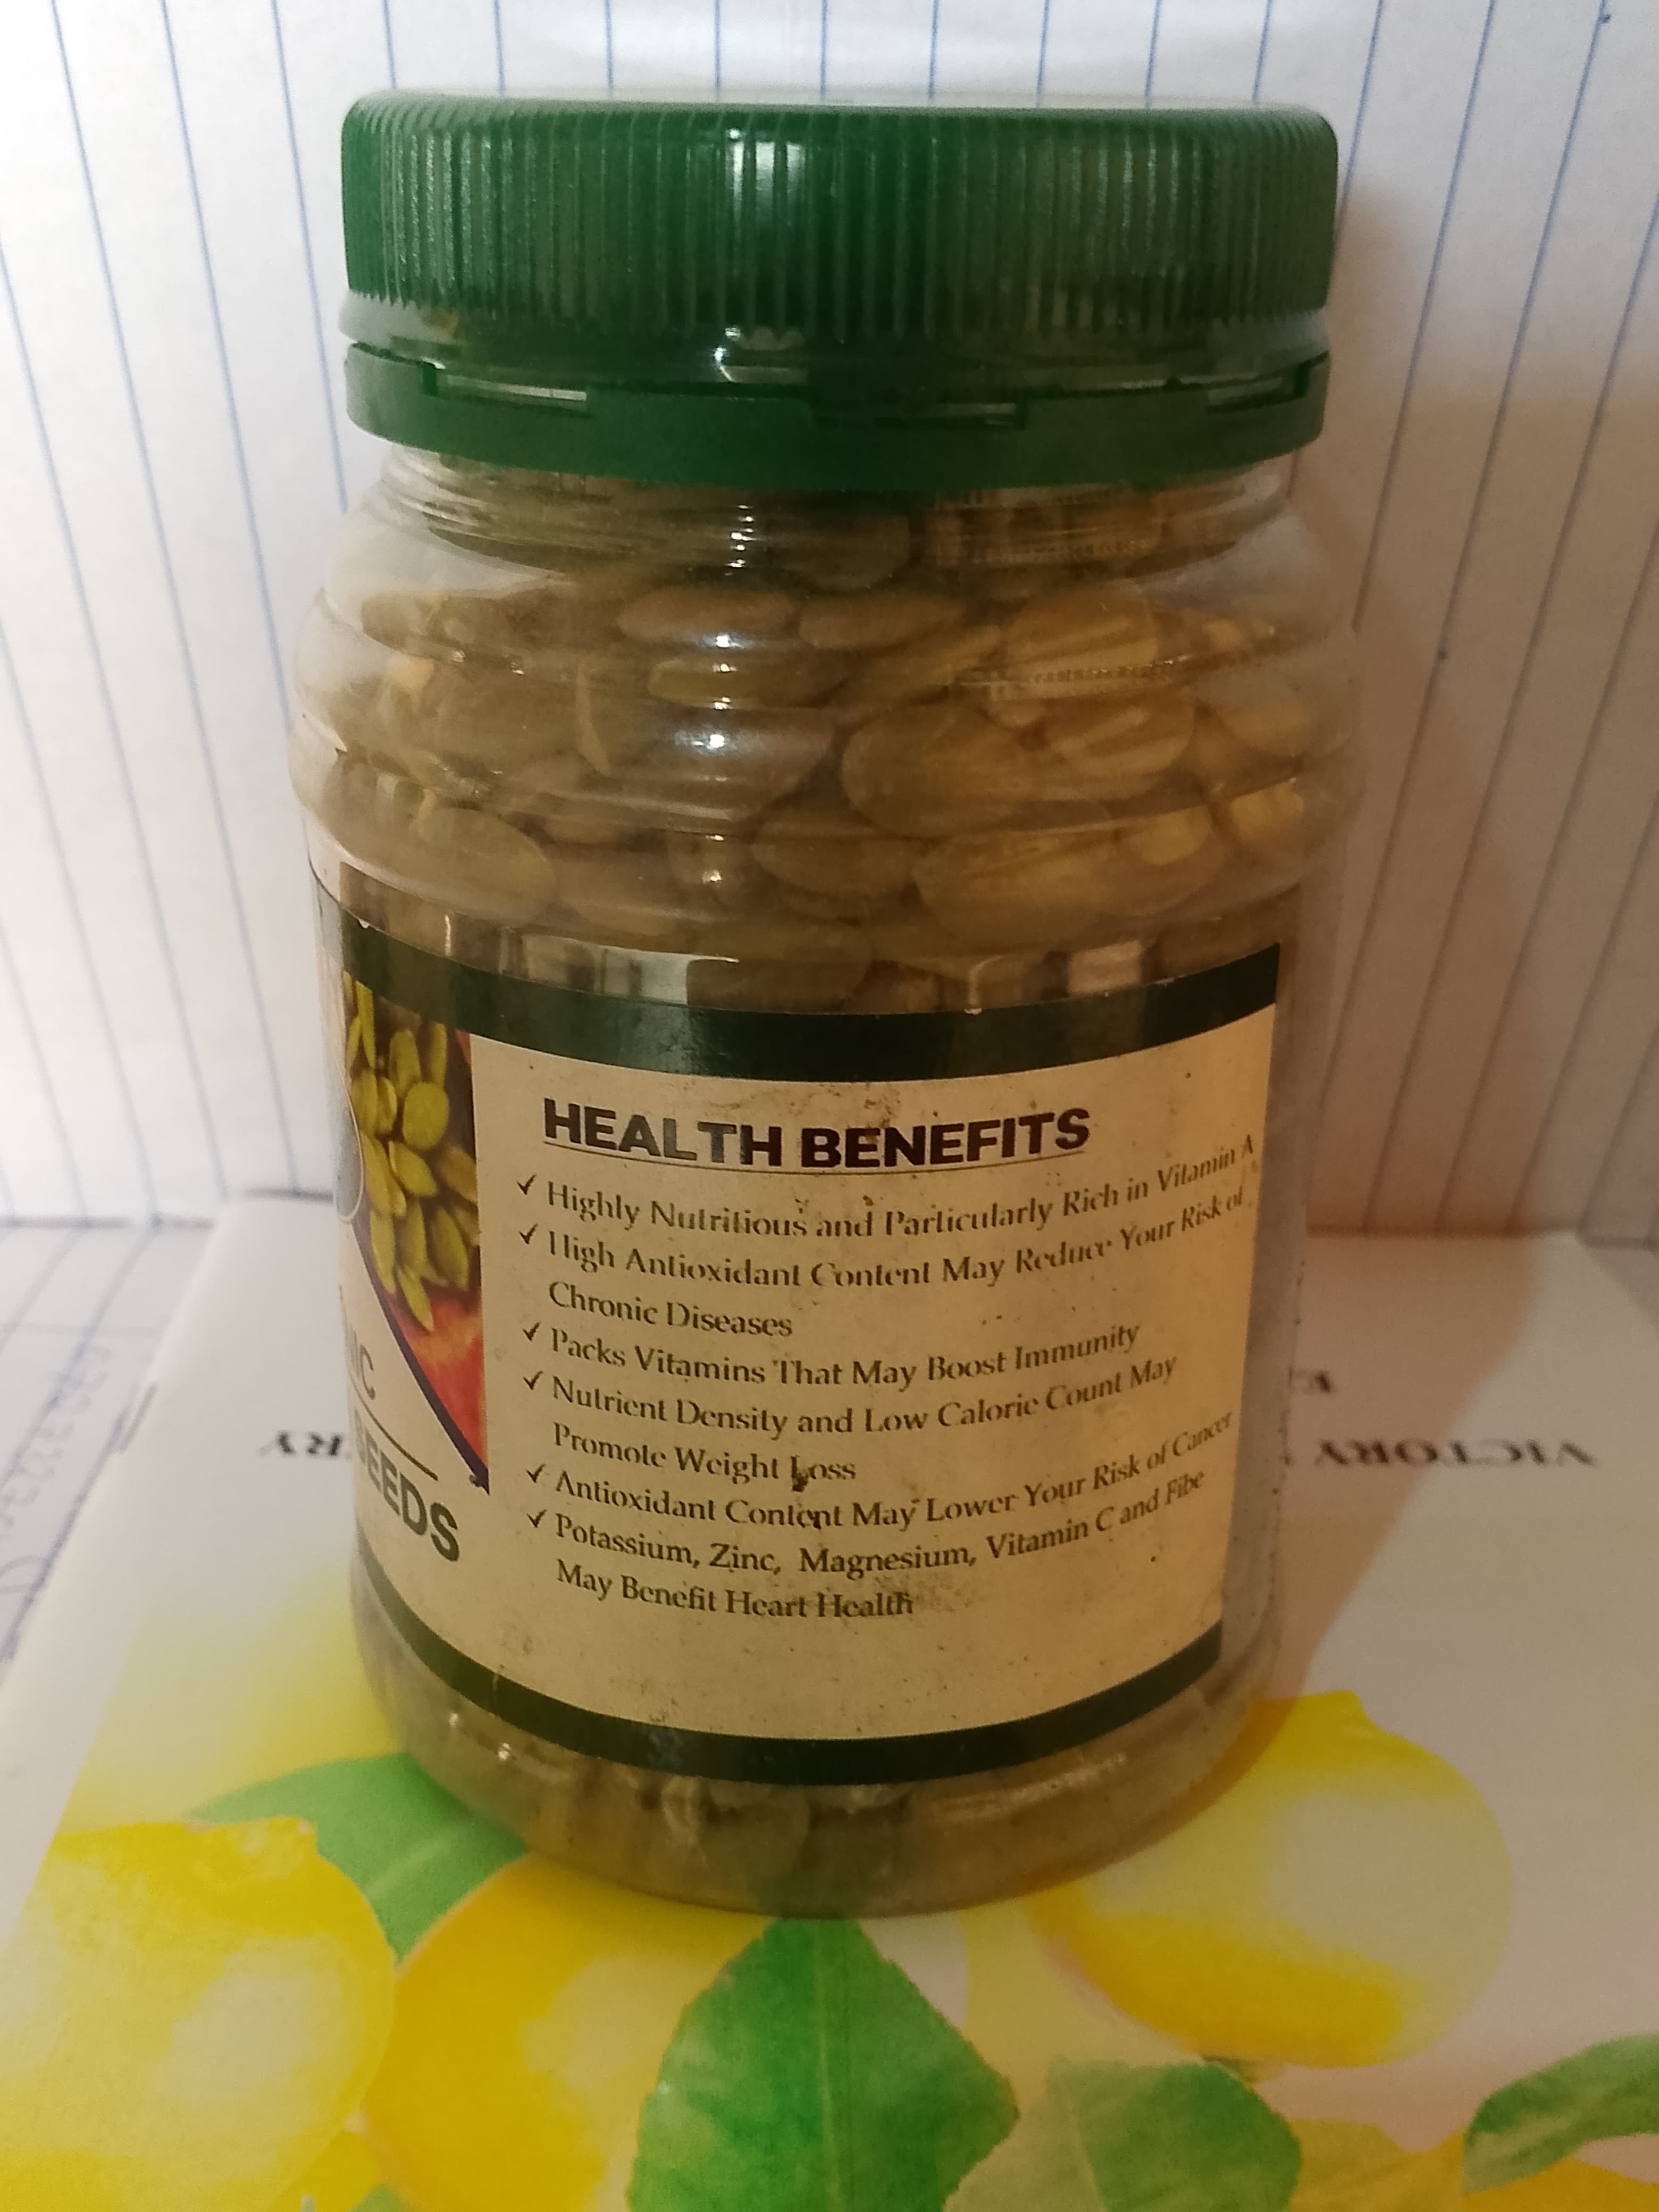 HEALTH BENEFITS
✓ Highly Nutritious and Particularly Rich in Vitamin A
✓ High Antioxidant Content May Reduce Your Risk of
Chronic Diseases
✓ Packs Vitamins That May Boost Immunity
✓ Nutrient Density and Low Calorie Count May
Promote Weight Loss
✓ Antioxidant Content May Lower Your Risk of Cancer
✓ Potassium, Zinc, Magnesium, Vitamin C and Fibe
May Benefit Heart Health
SEEDS
VICTORY